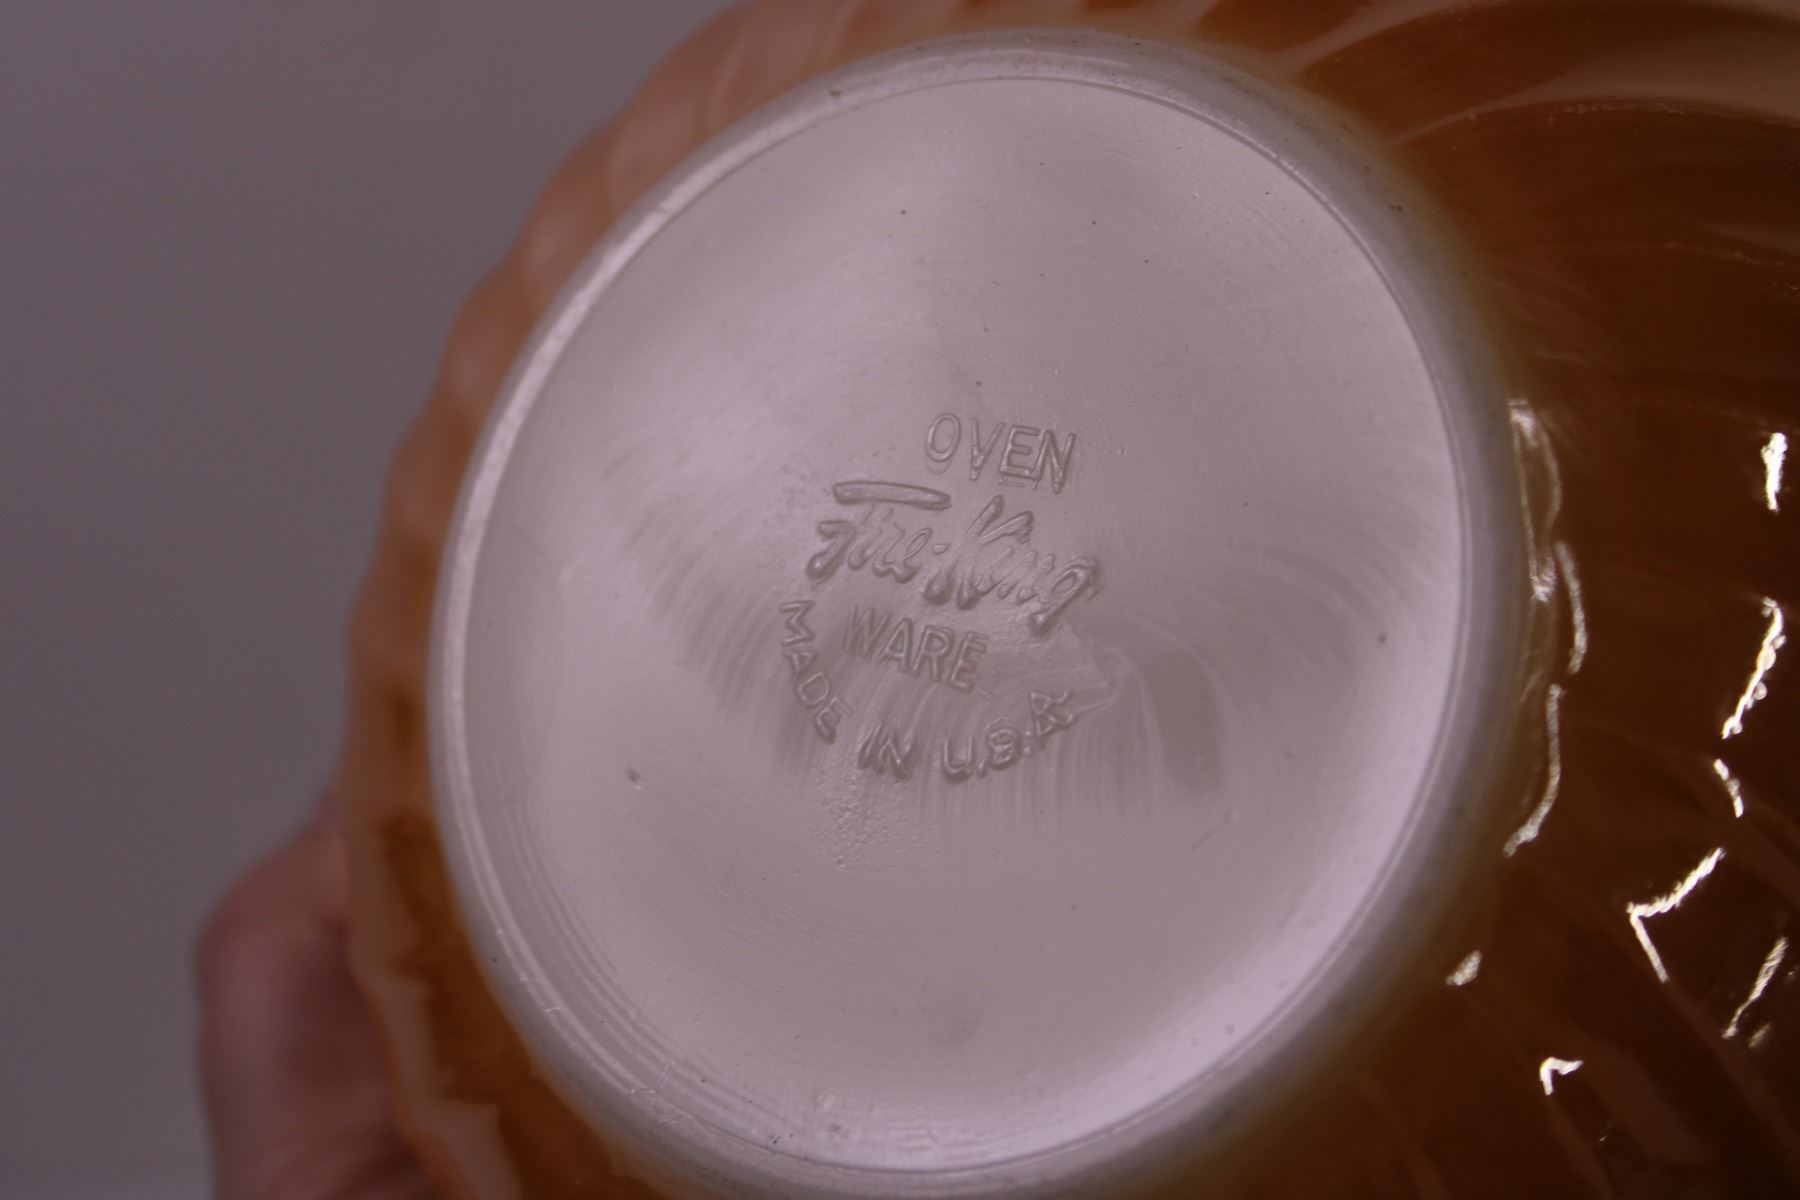 OVEN
Fire-King
WARE
MADE IN U.S.A.